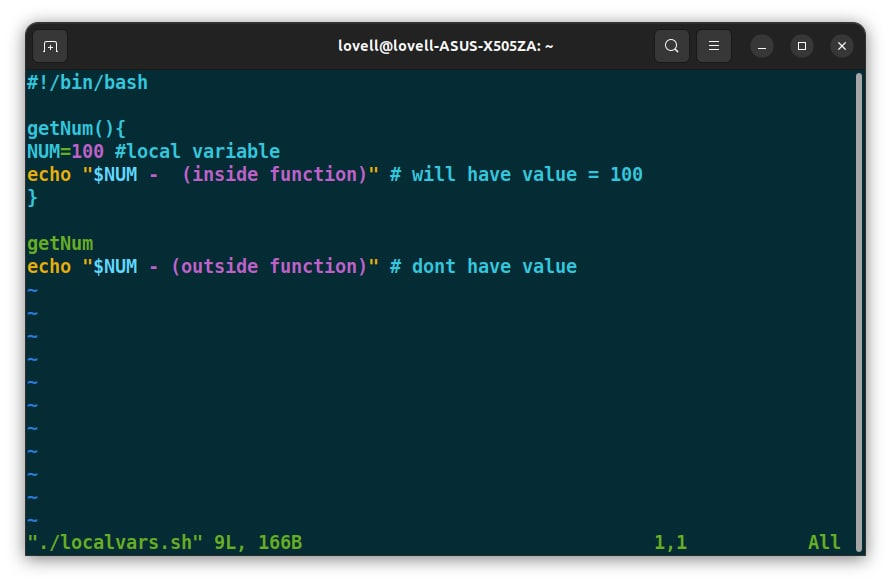 lovell@lovell-ASUS-X505ZA: ~
#!/bin/bash
getNum(){
NUM=100 #local variable
echo "$NUM -  (inside function)" # will have value = 100
}
getNum
echo "$NUM - (outside function)" # dont have value
~
~
~
~
~
~
~
~
~
~
~
"./localvars.sh" 9L, 166B 1,1 All